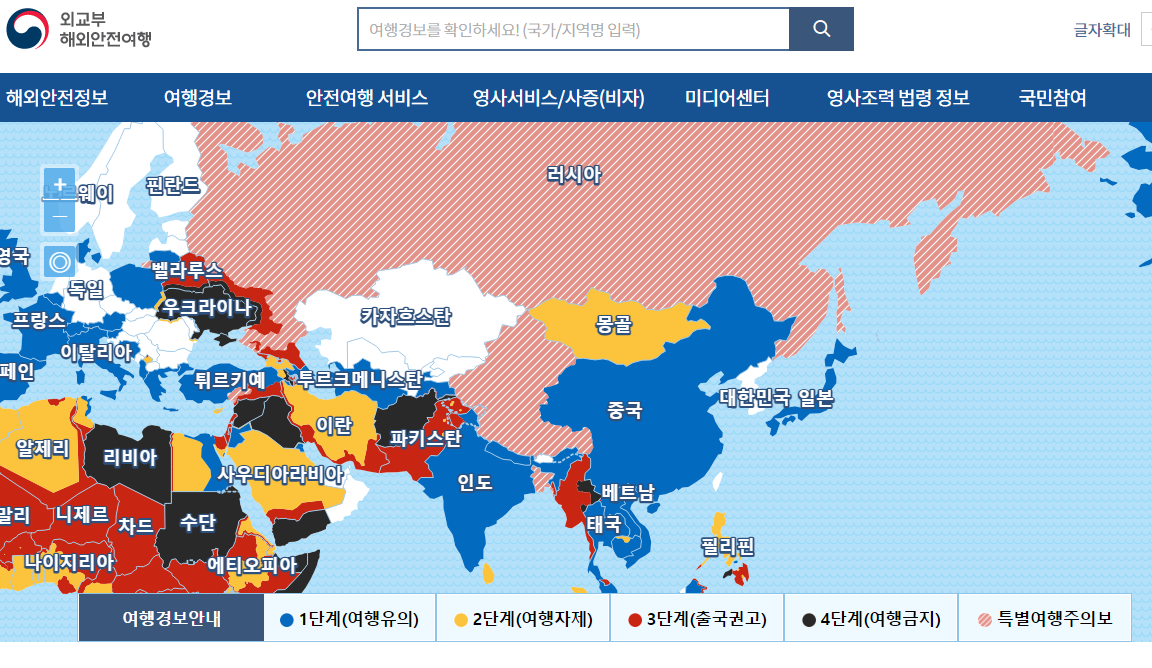 외교부
해외안전여행
여행경보를 확인하세요! (국가/지역명 입력)
글자확대
해외안전정보 여행경보 안전여행 서비스 영사서비스/사증(비자) 미디어센터 영사조력 법령 정보 국민참여
러시아
핀란드
영국
벨라루스
독일
우크라이나
프랑스
카자흐스탄
몽골
이탈리아
페인
튀르키예
투르크메니스탄
대한민국 일본
중국
이란
파키스탄
알제리
리비아
사우디아라비아
인도
베트남
말리
니제르
차드
수단
태국
필리핀
나이지리아
에티오피아
여행경보안내
1단계(여행유의)
2단계(여행자제)
3단계(출국권고)
4단계(여행금지)
특별여행주의보